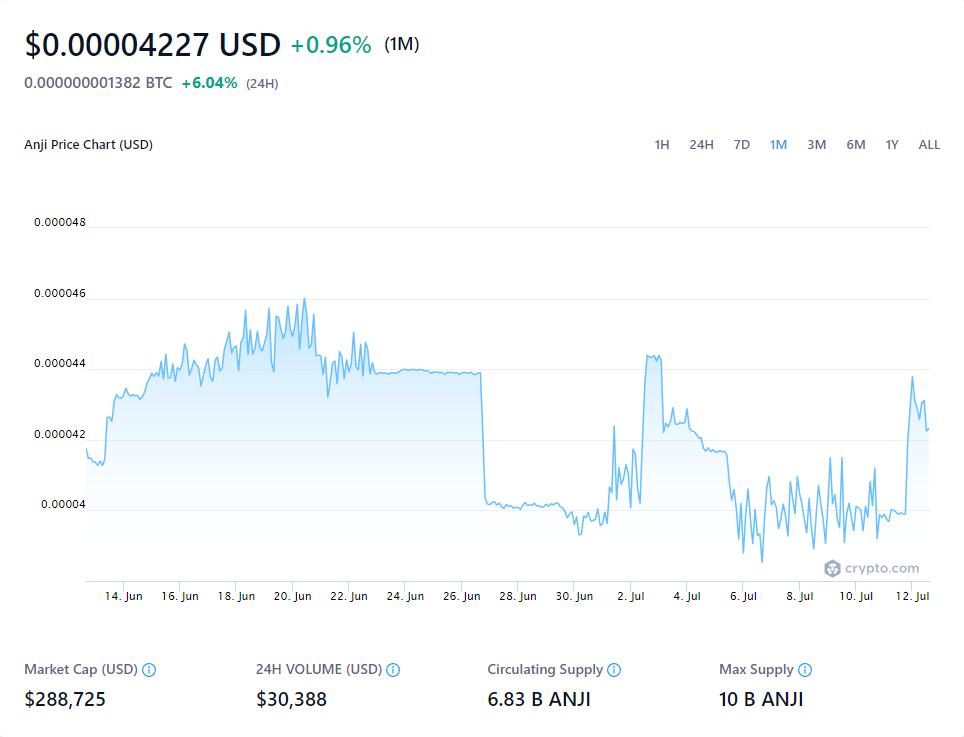 $0.00004227 USD +0.96% (1M)
0.000000001382 BTC +6.04% (24H)
Anji Price Chart (USD) 1H 24H 7D 1M 3M 6M 1Y ALL
0.000048
0.000046
0.000044
0.000042
0.00004
crypto.com
14. Jun 16. Jun 18. Jun 20. Jun 22. Jun 24. Jun 26. Jun 28. Jun 30. Jun 2. Jul 4. Jul 6. Jul 8. Jul 10. Jul 12. Jul
Market Cap (USD) 24H VOLUME (USD) Circulating Supply Max Supply
$288,725 $30,388 6.83 B ANJI 10 B ANJI